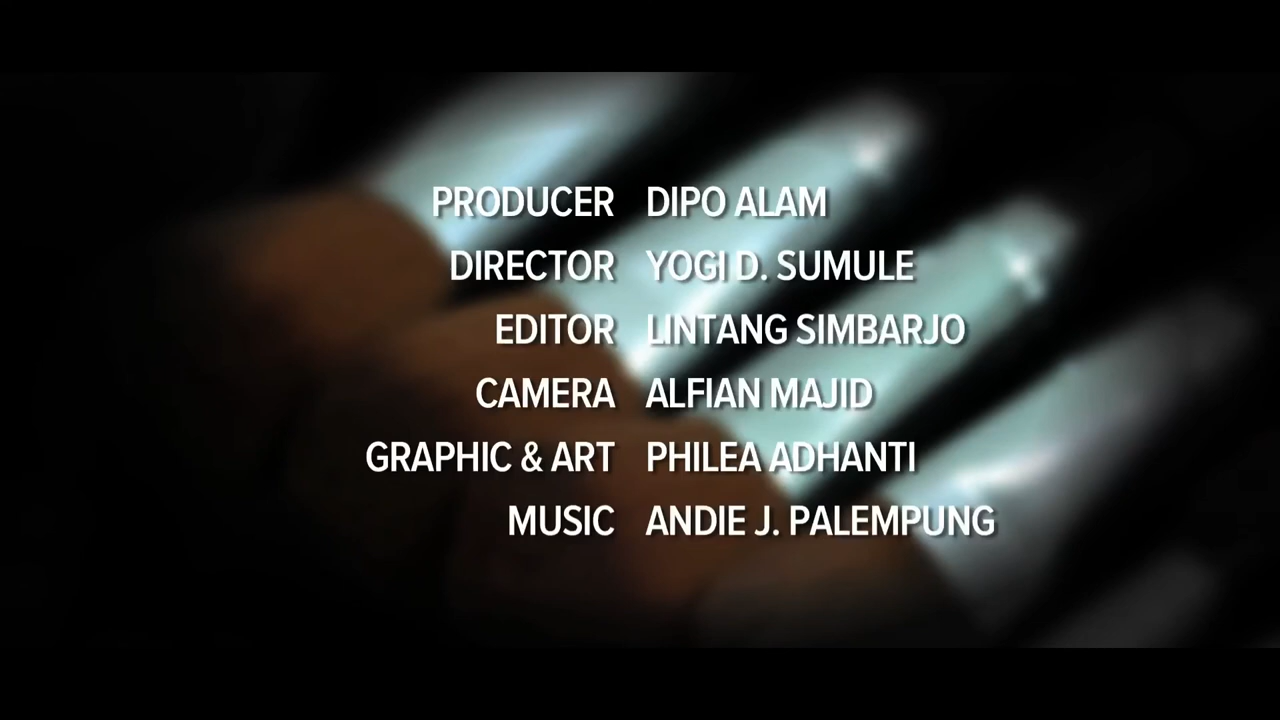 PRODUCER DIPO ALAM
DIRECTOR YOGI D. SUMULE
EDITOR LINTANG SIMBARJO
CAMERA ALFIAN MAJID
GRAPHIC & ART PHILEA ADHANTI
MUSIC ANDIE J. PALEMPUNG